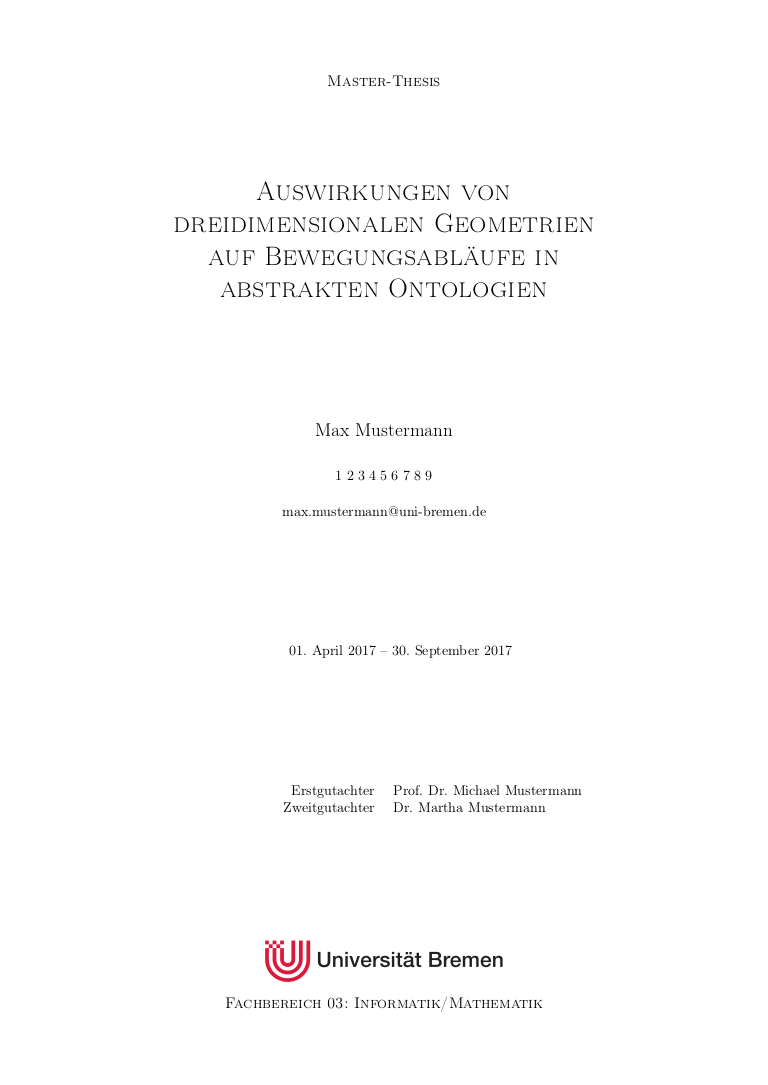 Master-Thesis
Auswirkungen von
dreidimensionalen Geometrien
auf Bewegungsabläufe in
abstrakten Ontologien
Max Mustermann
1 2 3 4 5 6 7 8 9
max.mustermann@uni-bremen.de
01. April 2017 – 30. September 2017
Erstgutachter Prof. Dr. Michael Mustermann
Zweitgutachter Dr. Martha Mustermann
Universität Bremen
Fachbereich 03: Informatik/Mathematik